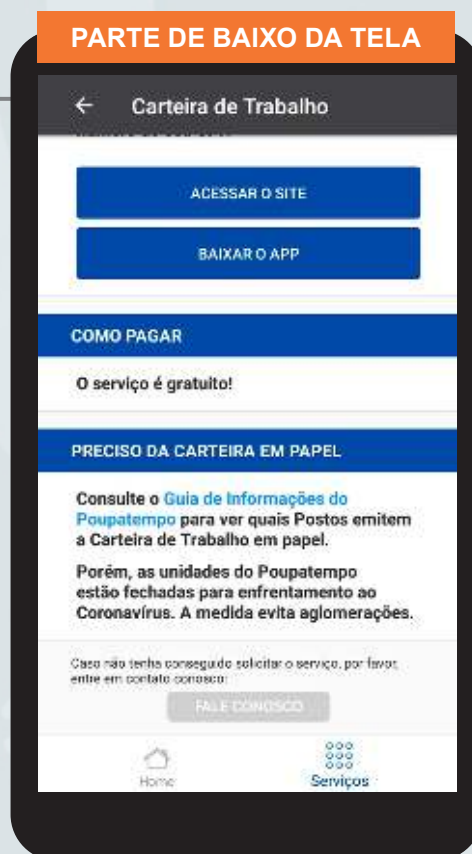 PARTE DE BAIXO DA TELA
Carteira de Trabalho
ACESSAR O SITE
BAIXAR O APP
COMO PAGAR
O serviço é gratuito!
PRECISO DA CARTEIRA EM PAPEL
Consulte o Guia de Informações do
Poupatempo para ver quais Postos emitem
a Carteira de Trabalho em papel.
Porém, as unidades do Poupatempo
estão fechadas para enfrentamento ao
Coronavírus. A medida evita aglomerações.
Caso não tenha conseguido solicitar o serviço, por favor,
entre em contato conosco:
FALE CONOSCO
Home
Serviços